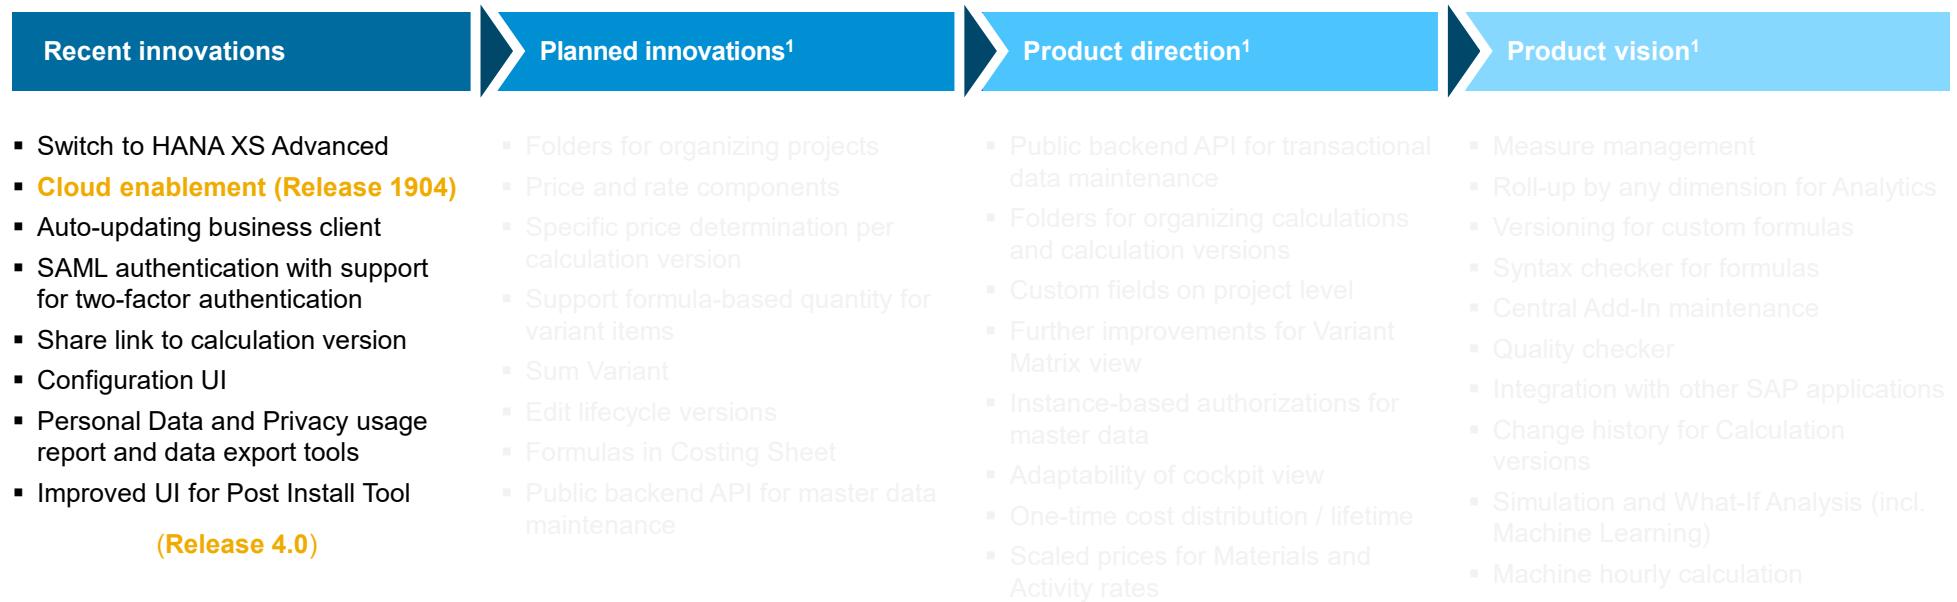 Recent innovations
Planned innovations¹
Product direction¹
Product vision¹
▪ Switch to HANA XS Advanced
▪ Cloud enablement (Release 1904)
▪ Auto-updating business client
▪ SAML authentication with support
for two-factor authentication
▪ Share link to calculation version
▪ Configuration UI
▪ Personal Data and Privacy usage
report and data export tools
▪ Improved UI for Post Install Tool
(Release 4.0)
▪ Folders for organizing projects
▪ Price and rate components
▪ Specific price determination per
calculation version
▪ Support formula-based quantity for
variant items
▪ Sum Variant
▪ Edit lifecycle versions
▪ Formulas in Costing Sheet
▪ Public backend API for master data
maintenance
▪ Public backend API for transactional
data maintenance
▪ Folders for organizing calculations
and calculation versions
▪ Custom fields on project level
▪ Further improvements for Variant
Matrix view
▪ Instance-based authorizations for
master data
▪ Adaptability of cockpit view
▪ One-time cost distribution / lifetime
▪ Scaled prices for Materials and
Activity rates
▪ Measure management
▪ Roll-up by any dimension for Analytics
▪ Versioning for custom formulas
▪ Syntax checker for formulas
▪ Central Add-In maintenance
▪ Quality checker
▪ Integration with other SAP applications
▪ Change history for Calculation
versions
▪ Simulation and What-If Analysis (incl.
Machine Learning)
▪ Machine hourly calculation